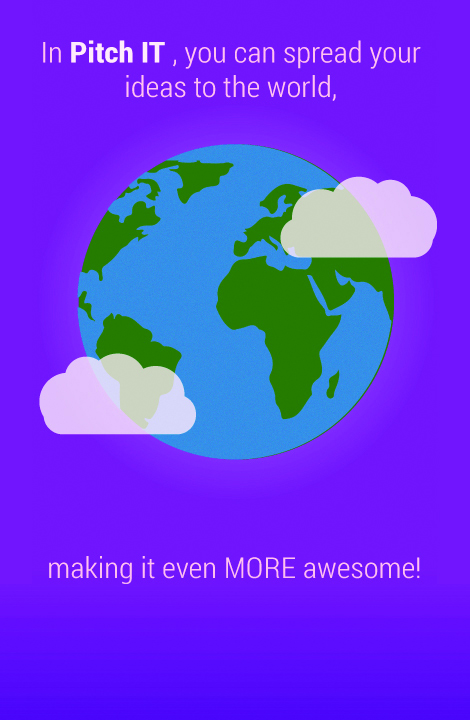 In Pitch IT , you can spread your
ideas to the world,
making it even MORE awesome!